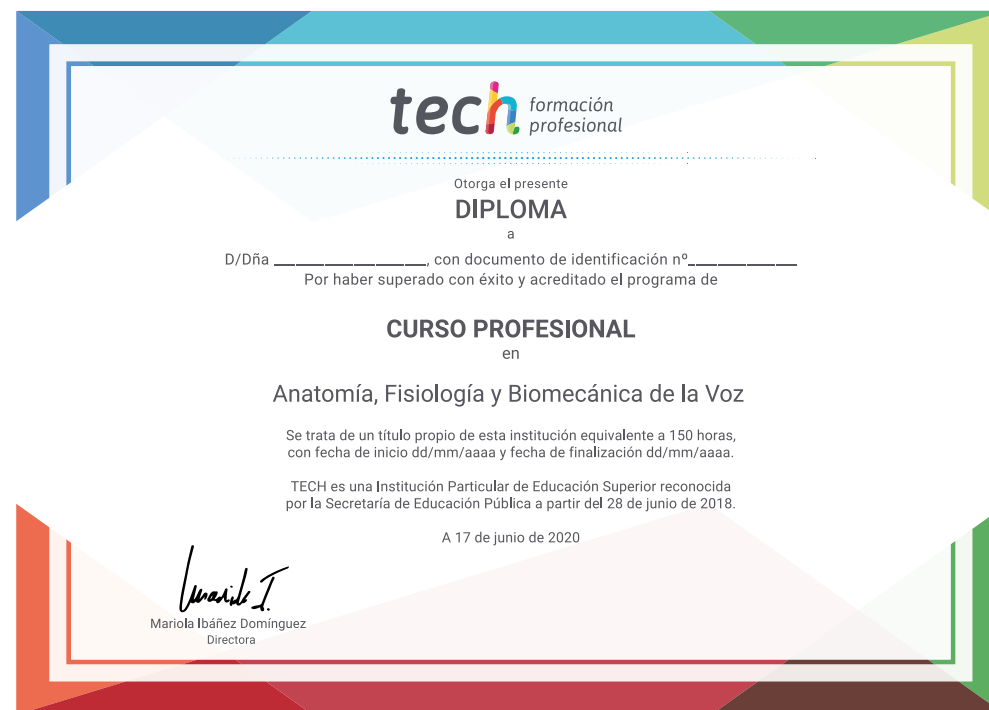 tech formación
profesional
Otorga el presente
DIPLOMA
a
D/Dña ______________, con documento de identificación nº__________
Por haber superado con éxito y acreditado el programa de
CURSO PROFESIONAL
en
Anatomía, Fisiología y Biomecánica de la Voz
Se trata de un título propio de esta institución equivalente a 150 horas,
con fecha de inicio dd/mm/aaaa y fecha de finalización dd/mm/aaaa.
TECH es una Institución Particular de Educación Superior reconocida
por la Secretaría de Educación Pública a partir del 28 de junio de 2018.
A 17 de junio de 2020
Mariola Ibáñez Domínguez
Directora